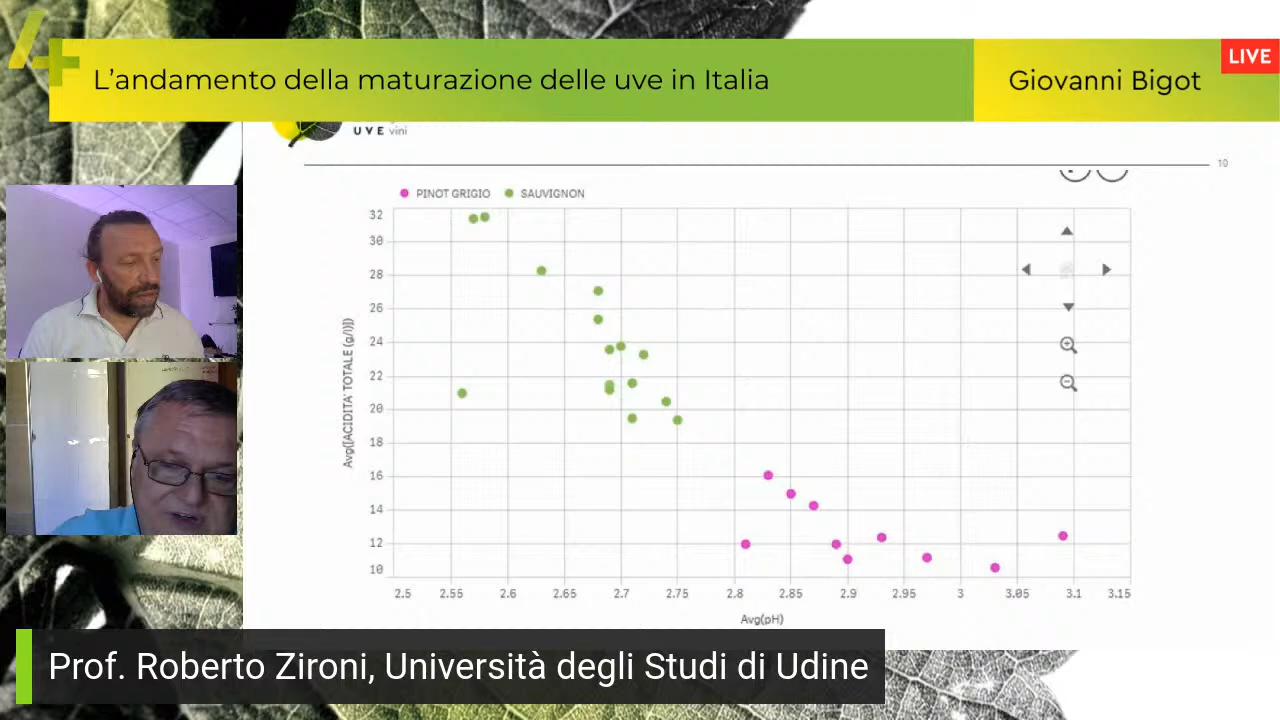 4+
L'andamento della maturazione delle uve in Italia
Giovanni Bigot
LIVE
UVE vini
10
PINOT GRIGIO
SAUVIGNON
Avg([ACIDITA' TOTALE (g/l)])
32
30
28
26
24
22
20
18
16
14
12
10
2.5 2.55 2.6 2.65 2.7 2.75 2.8 2.85 2.9 2.95 3 3.05 3.1 3.15
Avg(pH)
Prof. Roberto Zironi, Università degli Studi di Udine